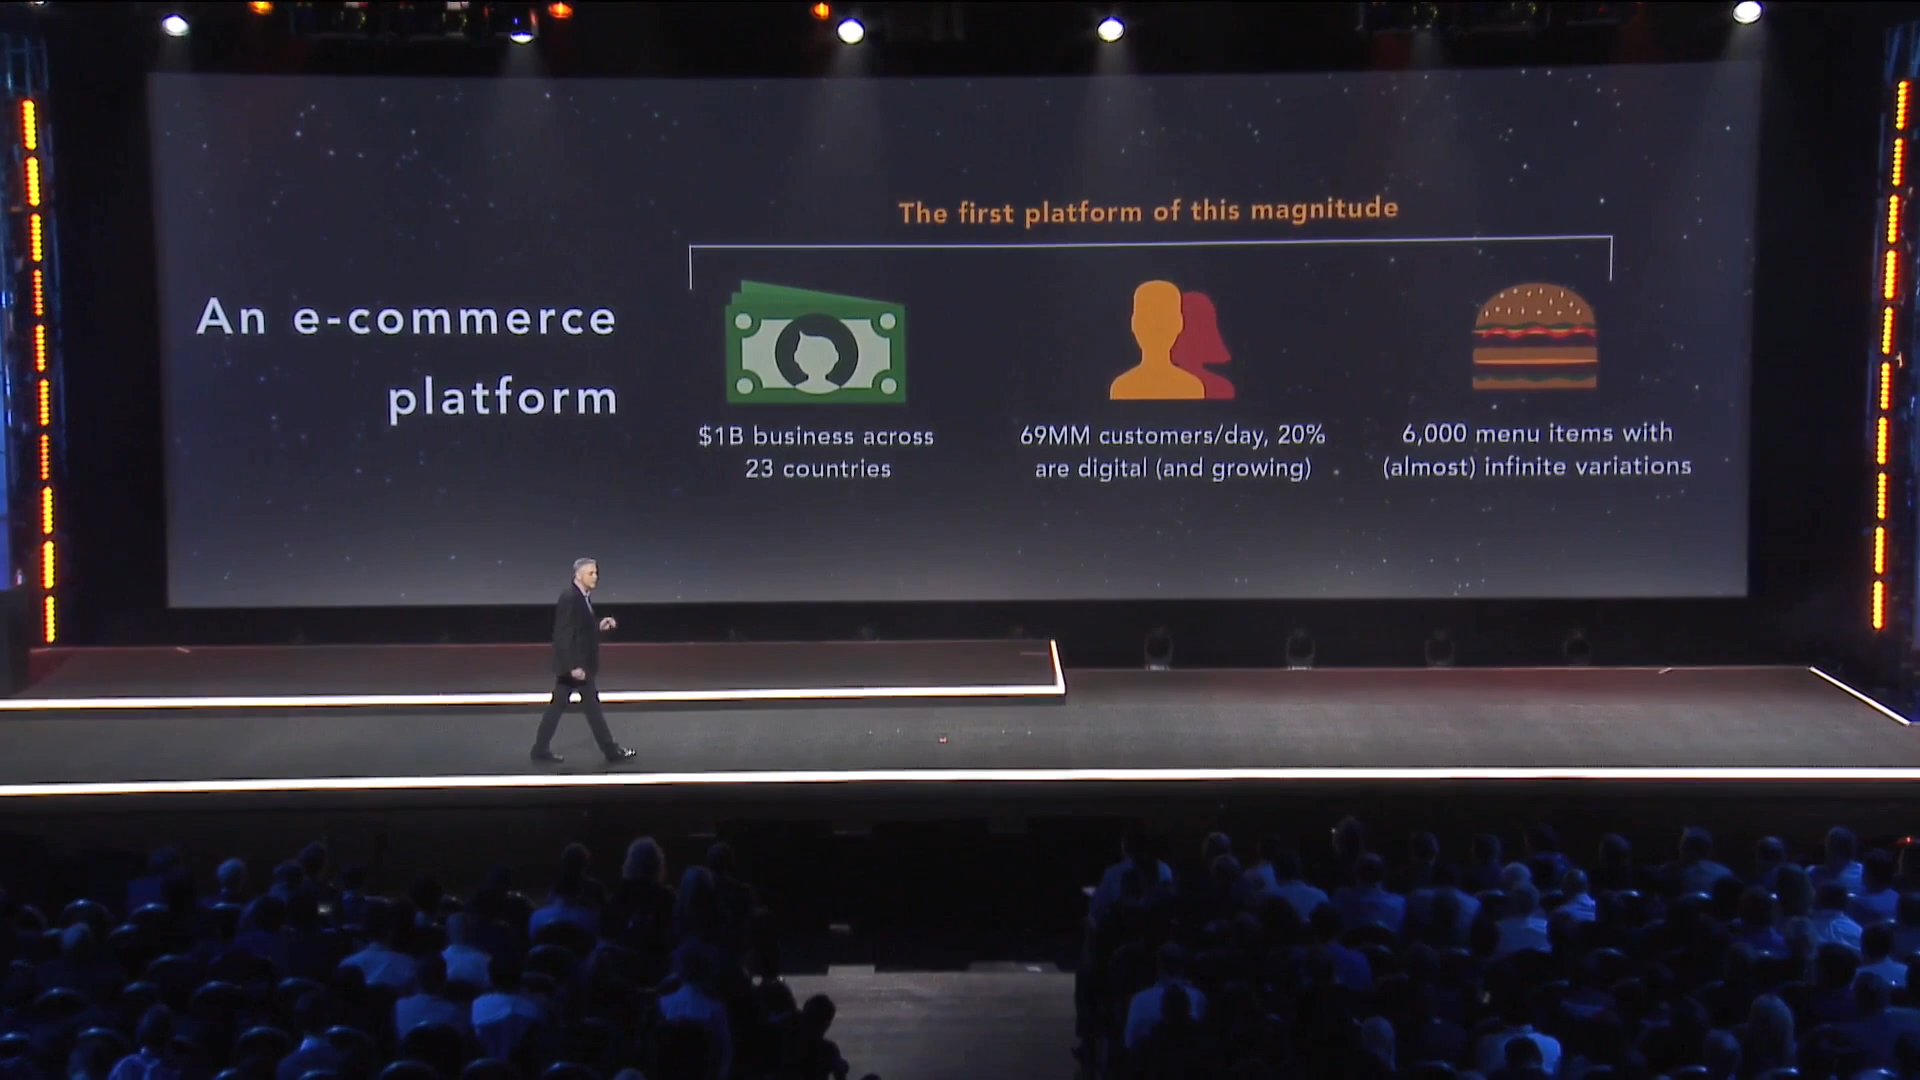 The first platform of this magnitude
An e-commerce
platform
$1B business across
23 countries
69MM customers/day, 20%
are digital (and growing)
6,000 menu items with
(almost) infinite variations